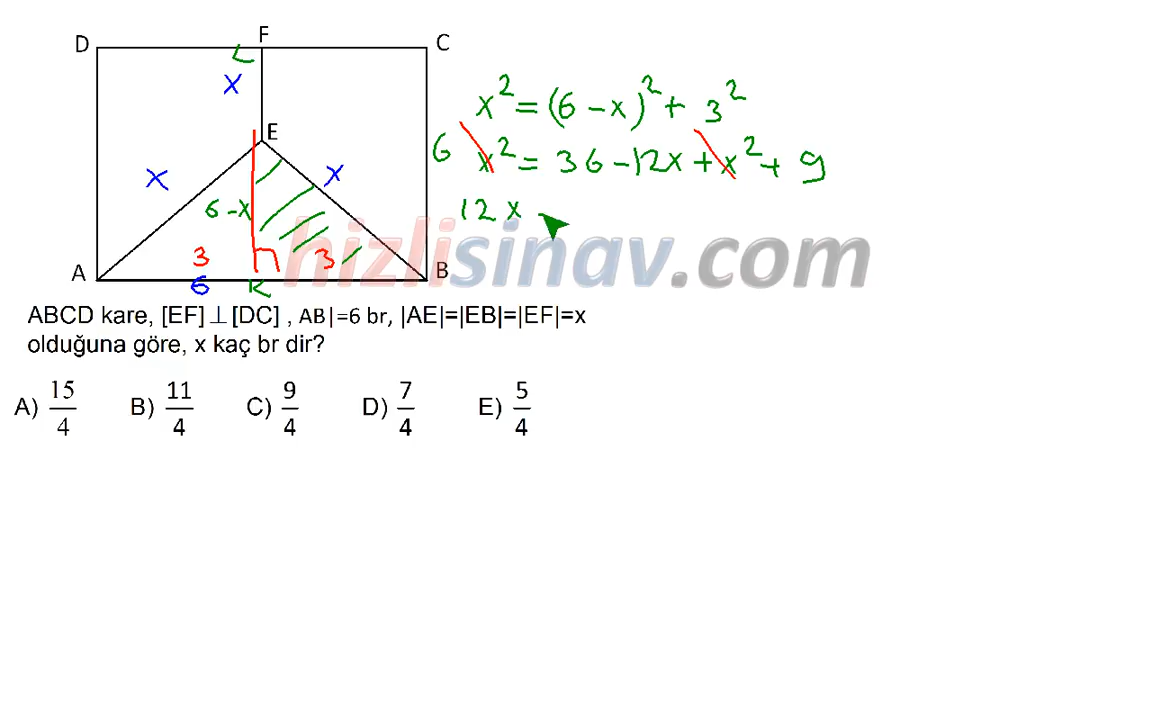 D F C
L
x
x² = (6 - x)² + 3²
E
6 x² = 36 - 12x + x² + 9
x x
6-x 12x
hizlisinav.com
3 3
A 6 K B
ABCD kare, [EF]⊥[DC] , AB|=6 br, |AE|=|EB|=|EF|=x
olduğuna göre, x kaç br dir?
A) 15/4 B) 11/4 C) 9/4 D) 7/4 E) 5/4